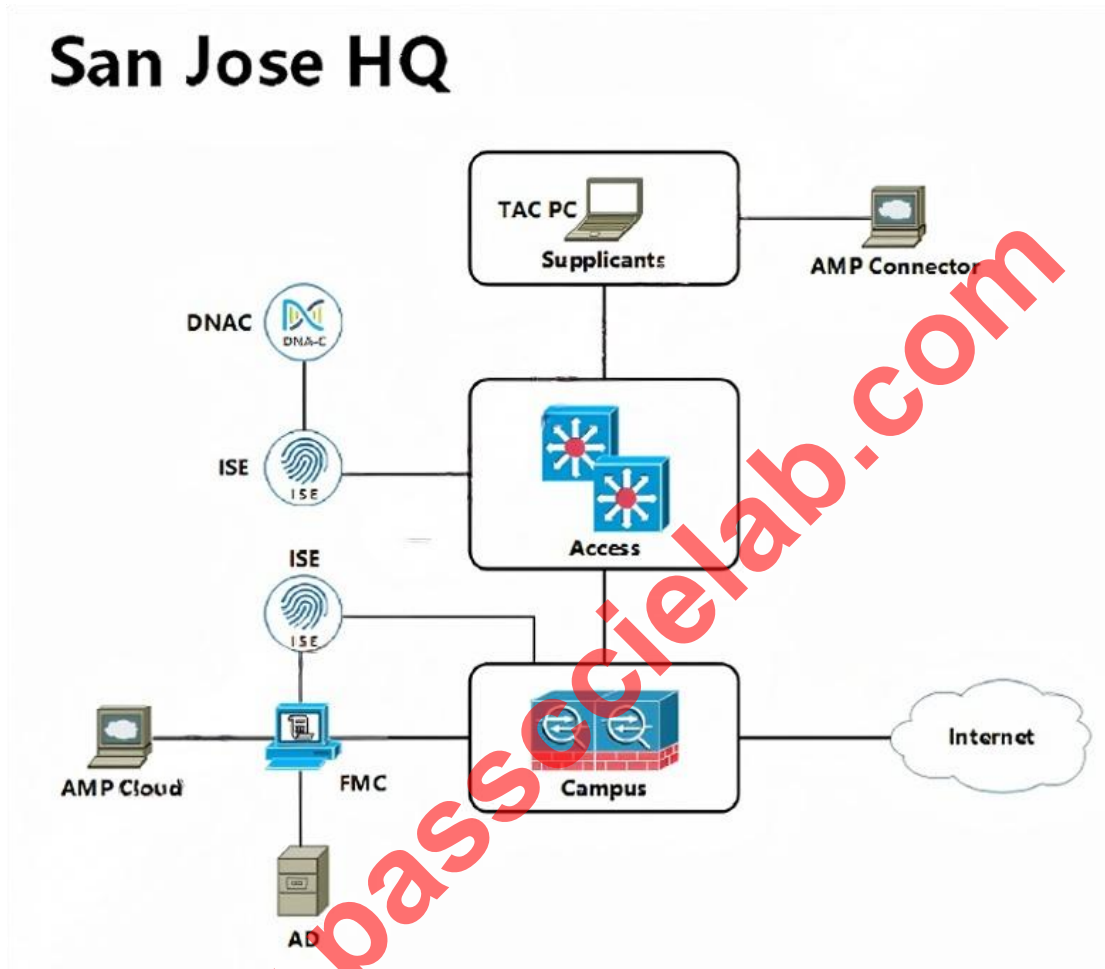 San Jose HQ
TAC PC
Supplicants
AMP Connector
DNAC
DNA-C
ISE
ISE
Access
ISE
ISE
AMP Cloud
FMC
Campus
Internet
AD
passccielab.com